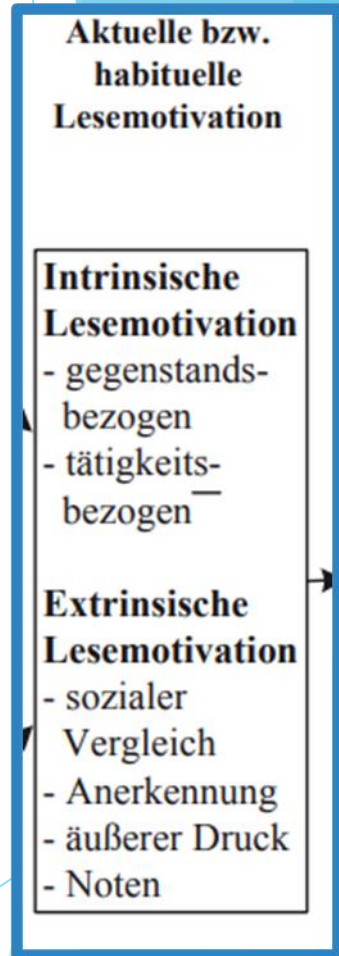 Aktuelle bzw.
habituelle
Lesemotivation
Intrinsische
Lesemotivation
- gegenstands-
bezogen
- tätigkeits-
bezogen
Extrinsische
Lesemotivation
- sozialer
Vergleich
- Anerkennung
- äußerer Druck
- Noten